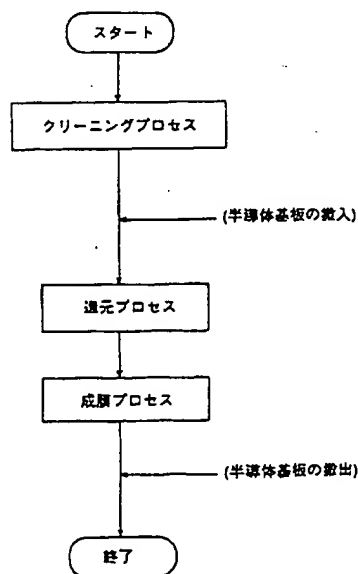 スタート
クリーニングプロセス
(半導体基板の搬入)
還元プロセス
成膜プロセス
(半導体基板の搬出)
終了